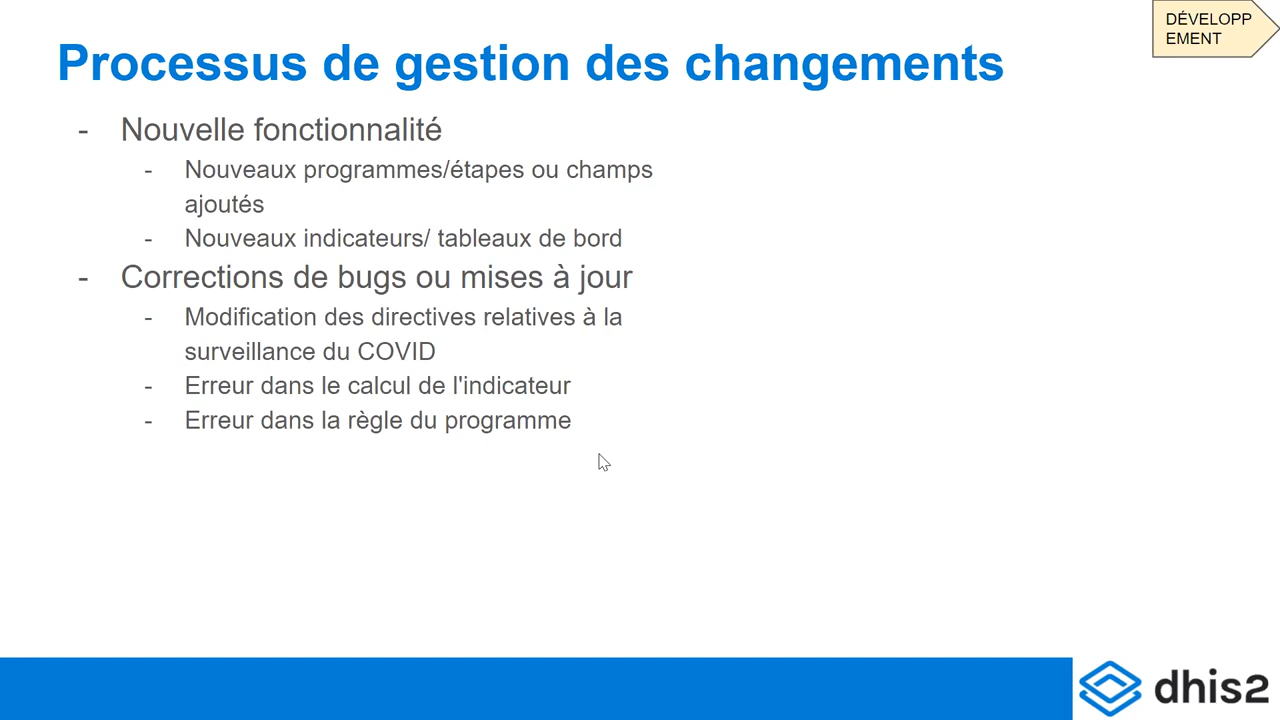 DÉVELOPP
EMENT
Processus de gestion des changements
- Nouvelle fonctionnalité
- Nouveaux programmes/étapes ou champs
ajoutés
- Nouveaux indicateurs/ tableaux de bord
- Corrections de bugs ou mises à jour
- Modification des directives relatives à la
surveillance du COVID
- Erreur dans le calcul de l'indicateur
- Erreur dans la règle du programme
dhis2